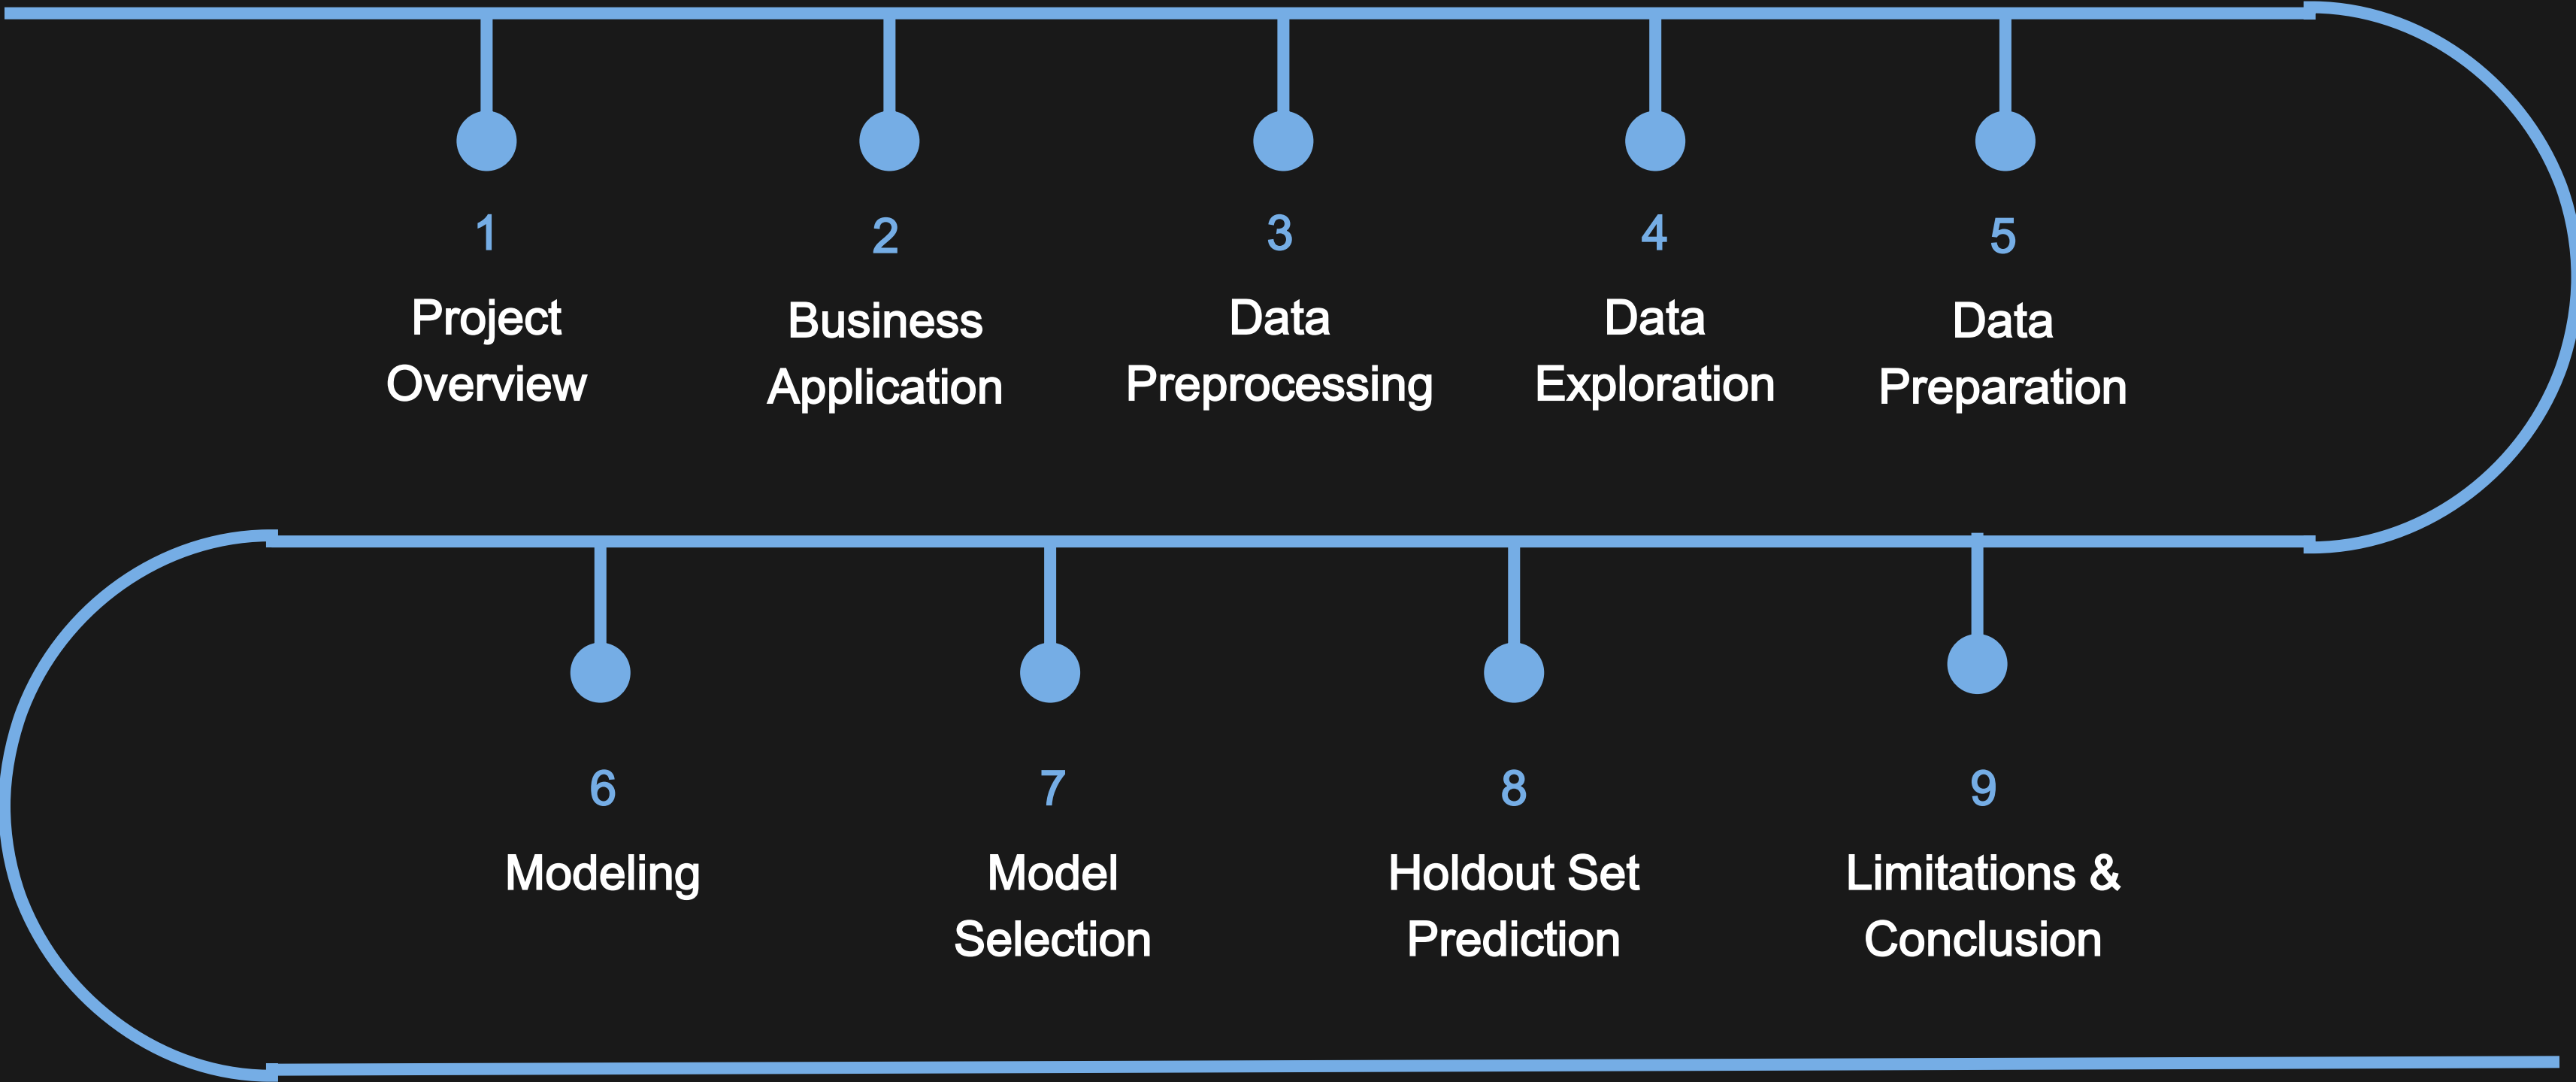 1
Project
Overview
2
Business
Application
3
Data
Preprocessing
4
Data
Exploration
5
Data
Preparation
6
Modeling
7
Model
Selection
8
Holdout Set
Prediction
9
Limitations &
Conclusion